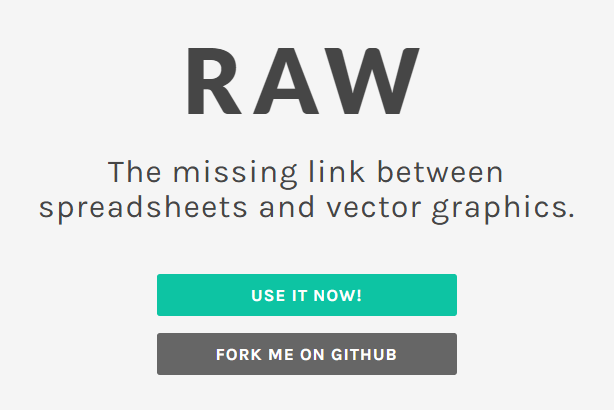 RAW
The missing link between
spreadsheets and vector graphics.
USE IT NOW!
FORK ME ON GITHUB